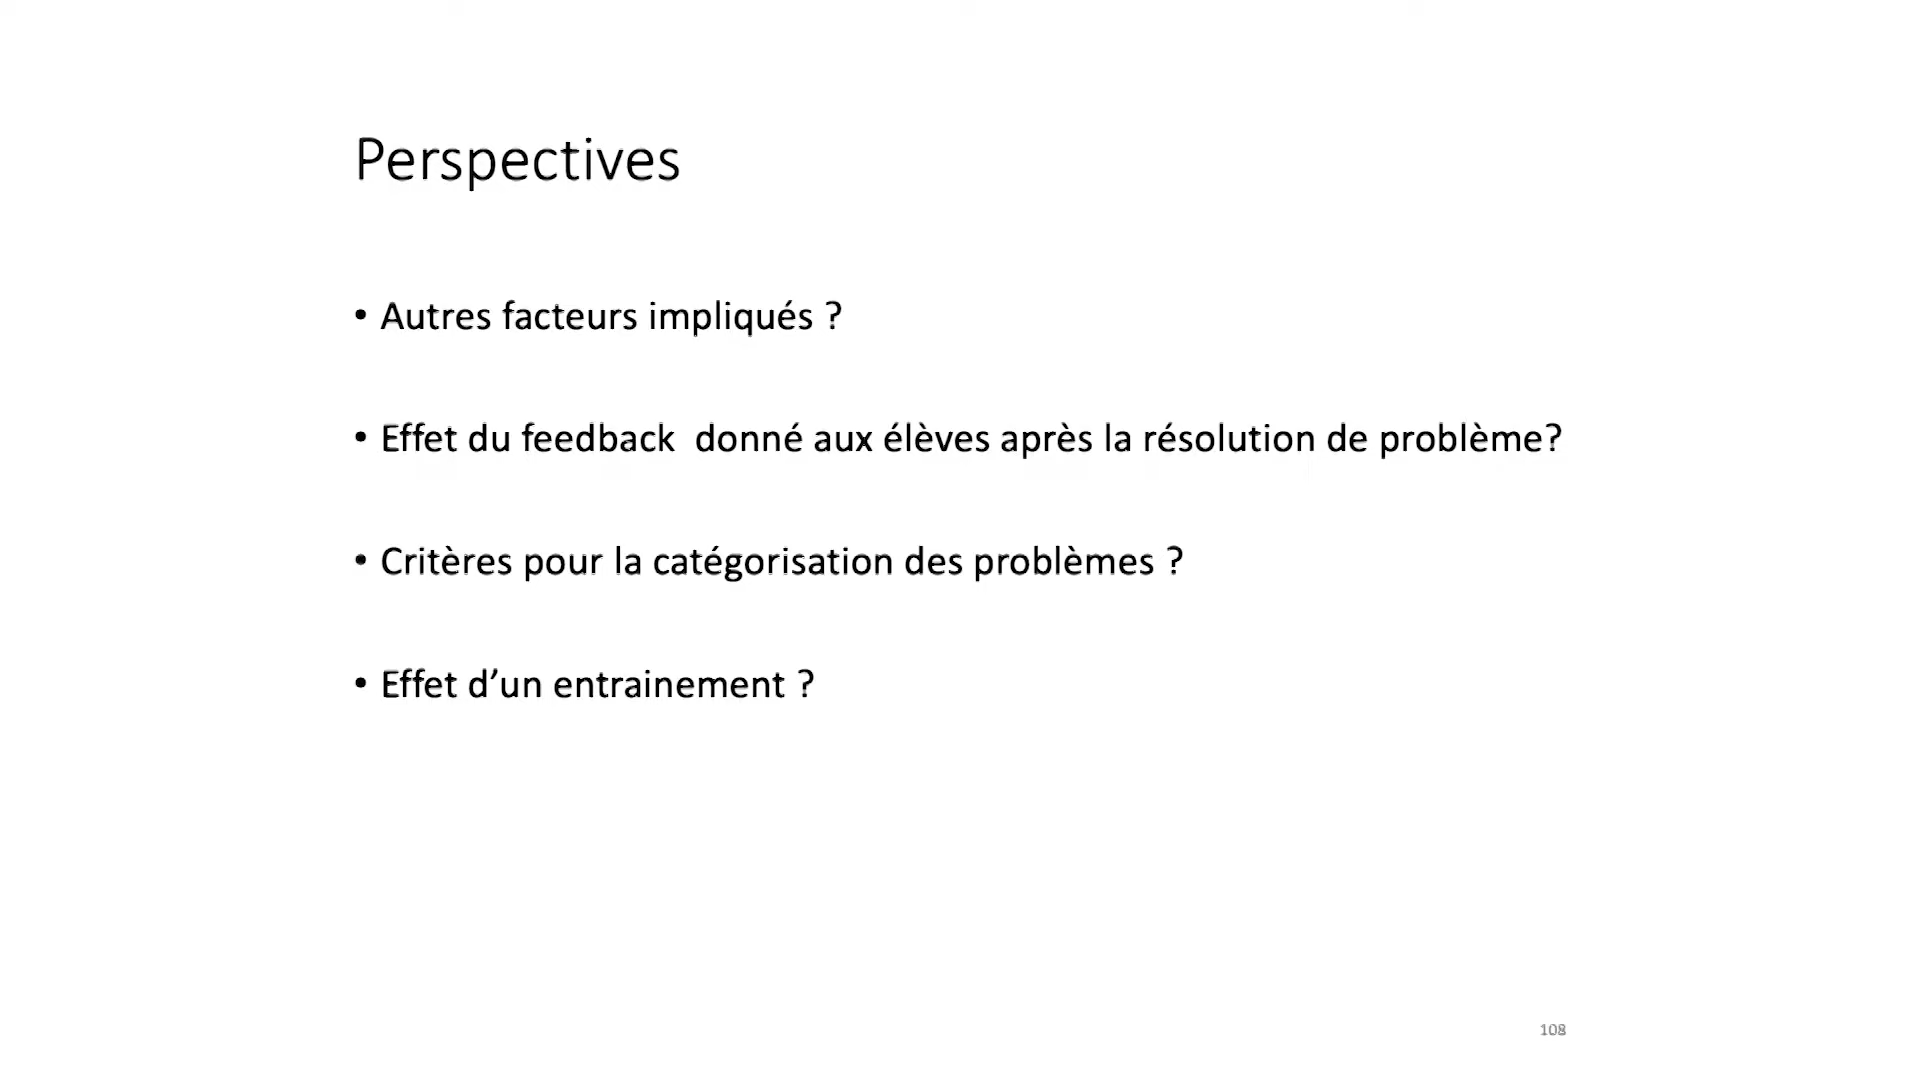 Perspectives
• Autres facteurs impliqués ?
• Effet du feedback  donné aux élèves après la résolution de problème?
• Critères pour la catégorisation des problèmes ?
• Effet d’un entrainement ?
108